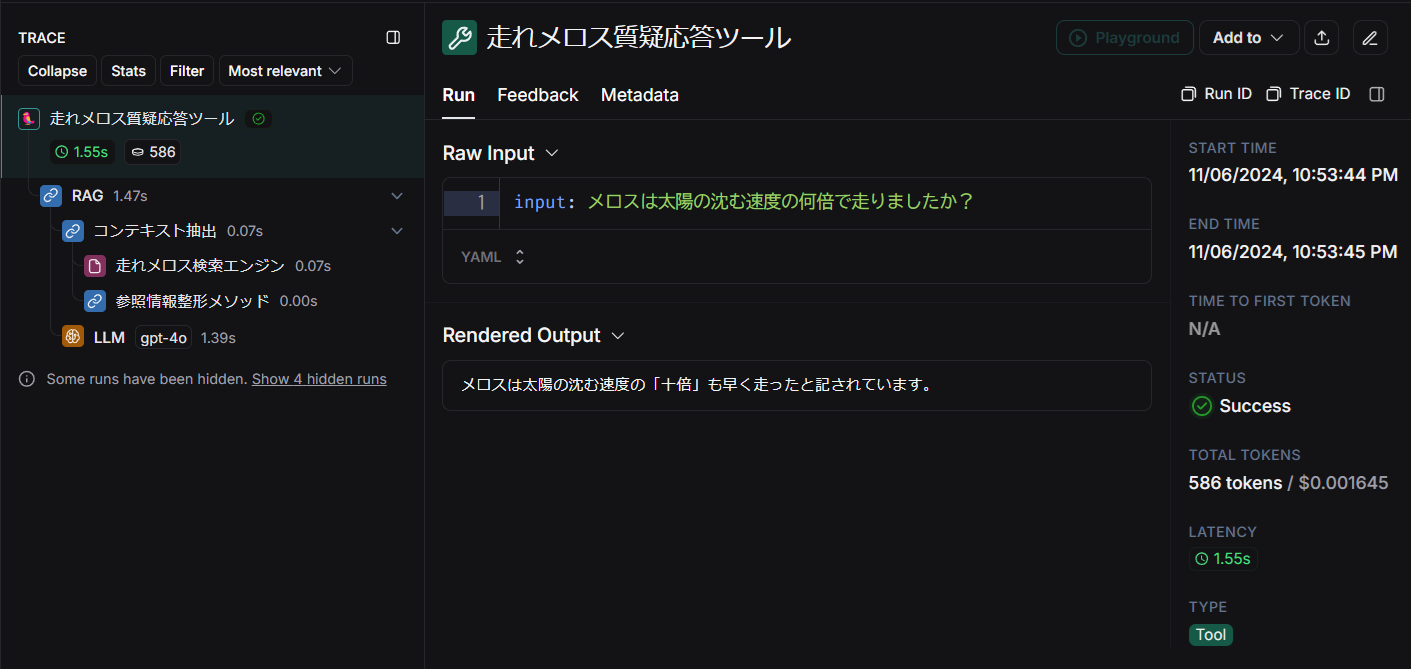 TRACE
Collapse
Stats
Filter
Most relevant
走れメロス質疑応答ツール
1.55s
586
RAG 1.47s
コンテキスト抽出 0.07s
走れメロス検索エンジン 0.07s
参照情報整形メソッド 0.00s
LLM gpt-4o 1.39s
Some runs have been hidden. Show 4 hidden runs
走れメロス質疑応答ツール
Playground
Add to
Run
Feedback
Metadata
Run ID
Trace ID
Raw Input
1 input: メロスは太陽の沈む速度の何倍で走りましたか？
YAML
Rendered Output
メロスは太陽の沈む速度の「十倍」も早く走ったと記されています。
START TIME
11/06/2024, 10:53:44 PM
END TIME
11/06/2024, 10:53:45 PM
TIME TO FIRST TOKEN
N/A
STATUS
Success
TOTAL TOKENS
586 tokens / $0.001645
LATENCY
1.55s
TYPE
Tool